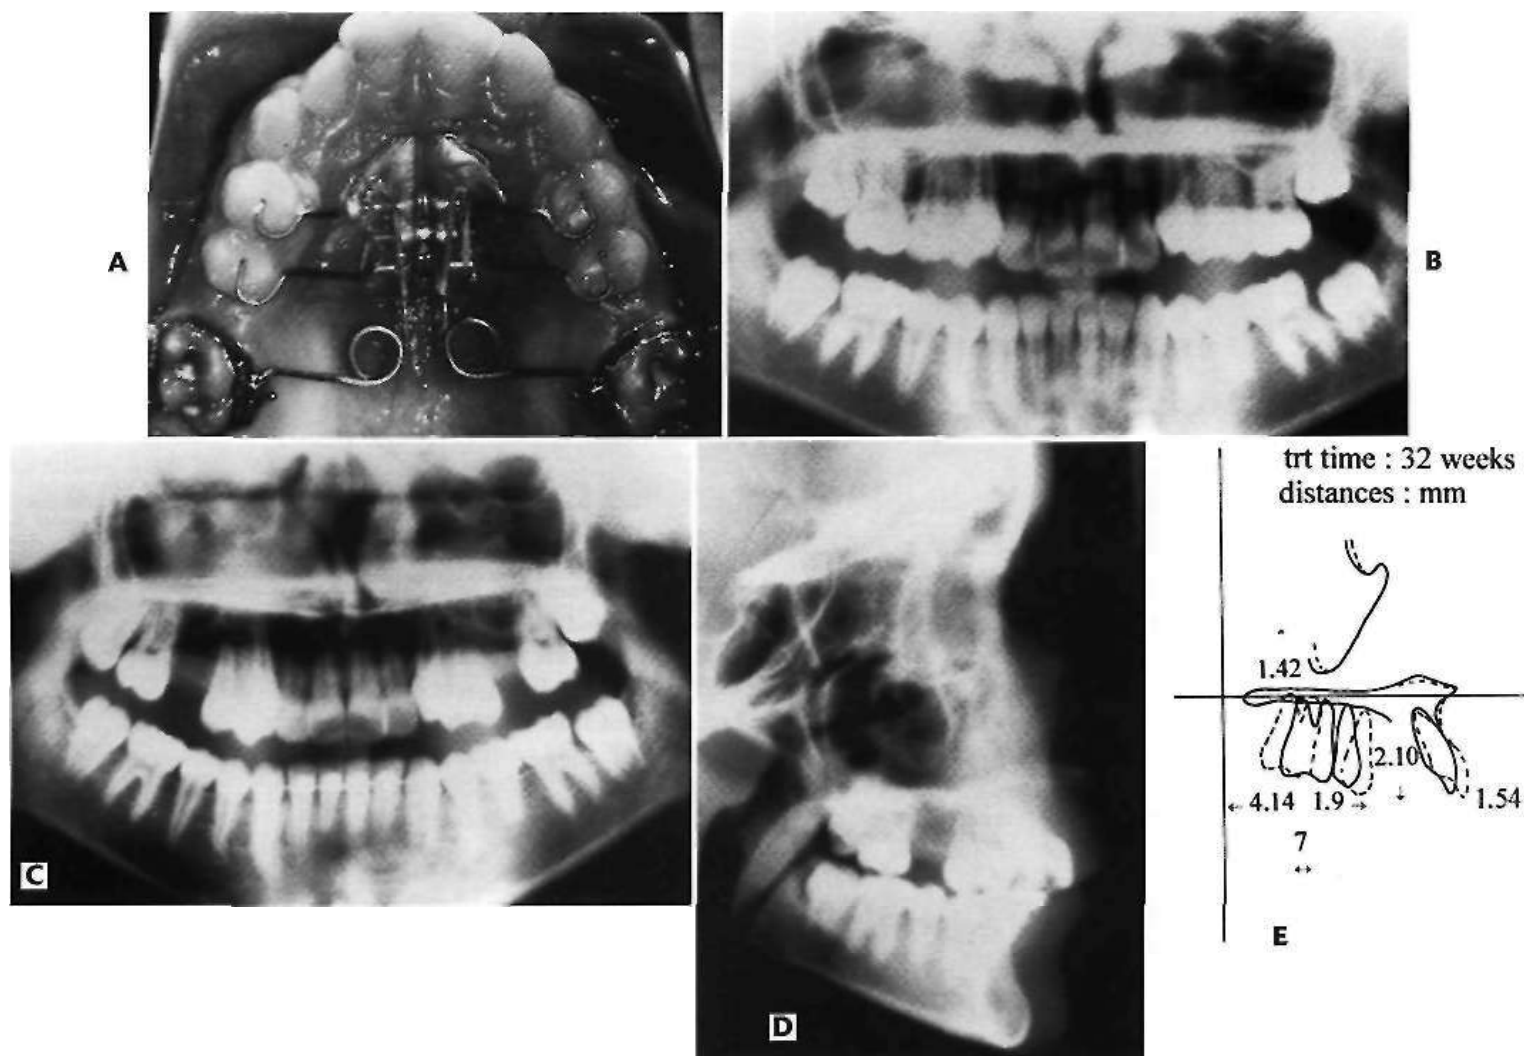 A
B
C
D
trt time : 32 weeks
distances : mm
1.42
2.10
4.14
1.9
1.54
7
E